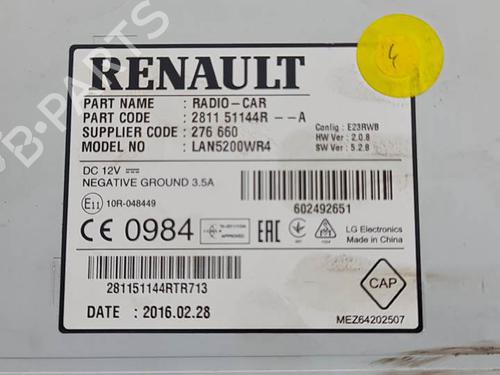 4
RENAULT
PART NAME : RADIO-CAR
PART CODE : 2811 51144R --A
SUPPLIER CODE : 276 660
MODEL NO : LAN5200WR4
Config : E23RWB
HW Ver : 2.0.8
SW Ver : 5.2.8
DC 12V
NEGATIVE GROUND 3.5A
E11 10R-048449
602492651
CE 0984
APPROVED
EAC
LG Electronics
Made in China
281151144RTR713
DATE : 2016.02.28
CAP
MEZ64202507
B-PARTS